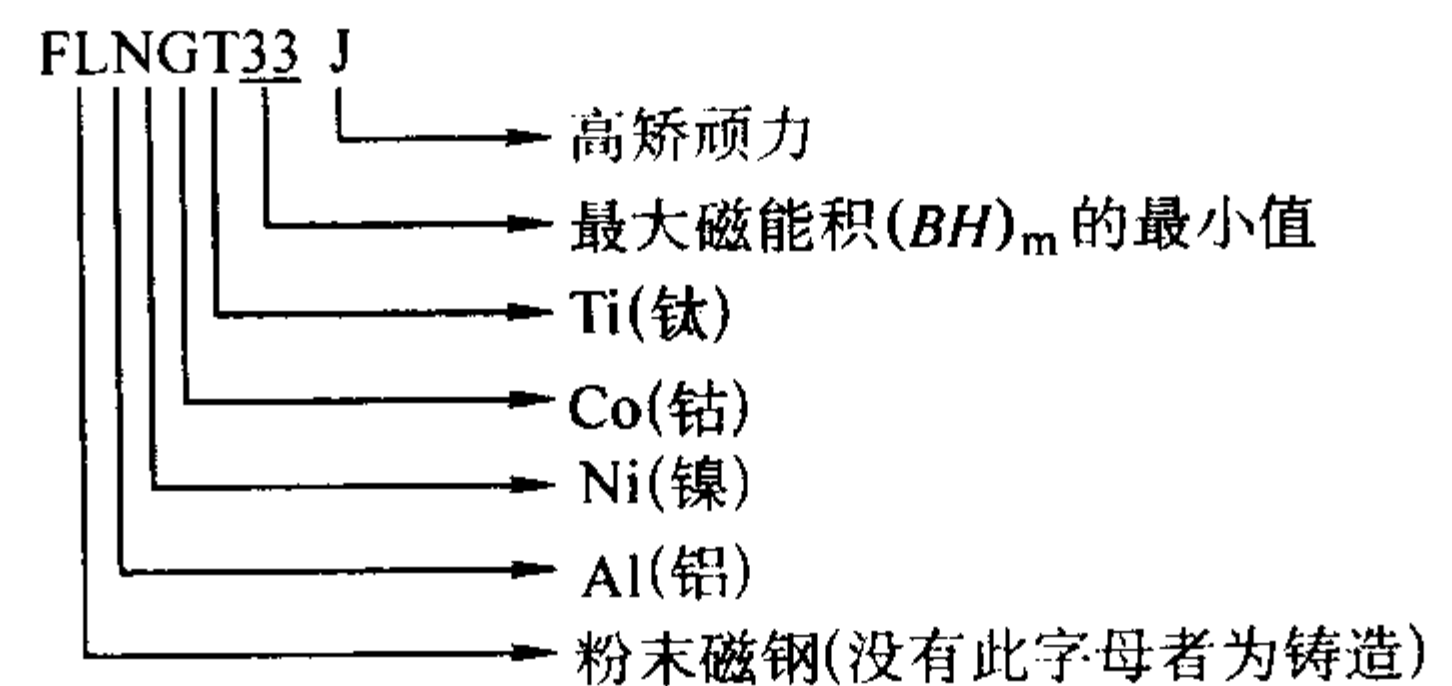 FLNGT33 J
高矫顽力
最大磁能积(BH)m的最小值
Ti(钛)
Co(钴)
Ni(镍)
Al(铝)
粉末磁钢(没有此字母者为铸造)